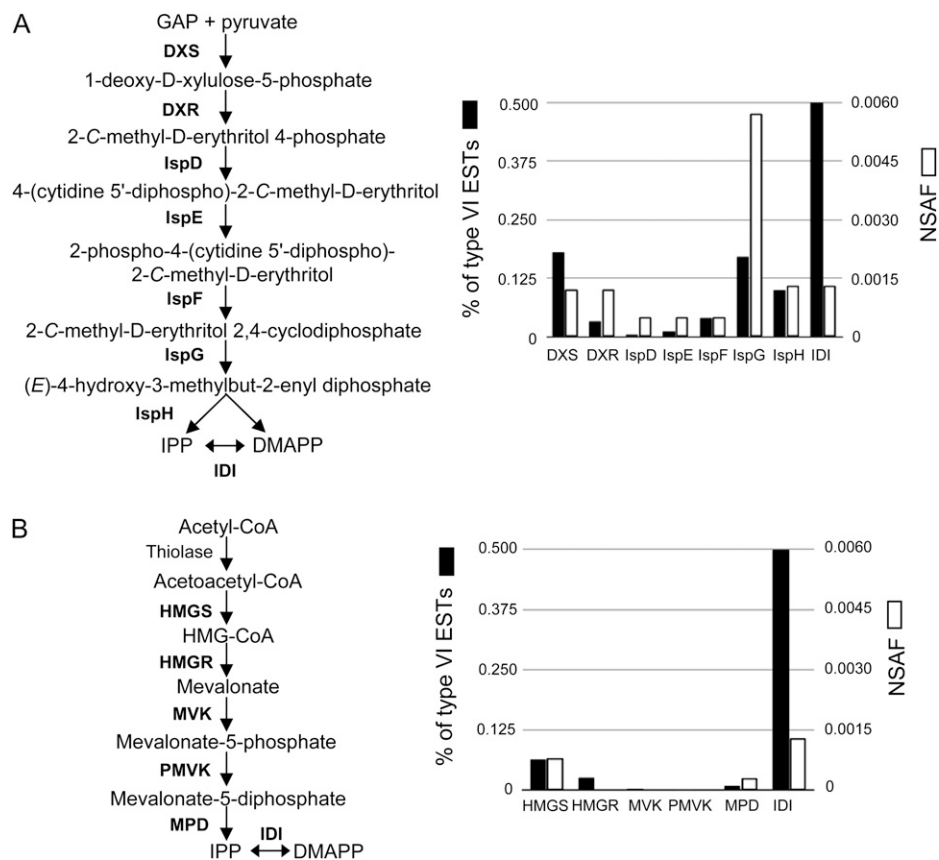 A
GAP + pyruvate
DXS
1-deoxy-D-xylulose-5-phosphate
DXR
2-C-methyl-D-erythritol 4-phosphate
IspD
4-(cytidine 5'-diphospho)-2-C-methyl-D-erythritol
IspE
2-phospho-4-(cytidine 5'-diphospho)-
2-C-methyl-D-erythritol
IspF
2-C-methyl-D-erythritol 2,4-cyclodiphosphate
IspG
(E)-4-hydroxy-3-methylbut-2-enyl diphosphate
IspH
IPP DMAPP
IDI
% of type VI ESTs
0.500
0.375
0.250
0.125
0
0.0060
0.0045
0.0030
0.0015
0
NSAF
DXS DXR IspD IspE IspF IspG IspH IDI
B
Acetyl-CoA
Thiolase
Acetoacetyl-CoA
HMGS
HMG-CoA
HMGR
Mevalonate
MVK
Mevalonate-5-phosphate
PMVK
Mevalonate-5-diphosphate
MPD
IDI
IPP DMAPP
% of type VI ESTs
0.500
0.375
0.250
0.125
0
0.0060
0.0045
0.0030
0.0015
0
NSAF
HMGS HMGR MVK PMVK MPD IDI